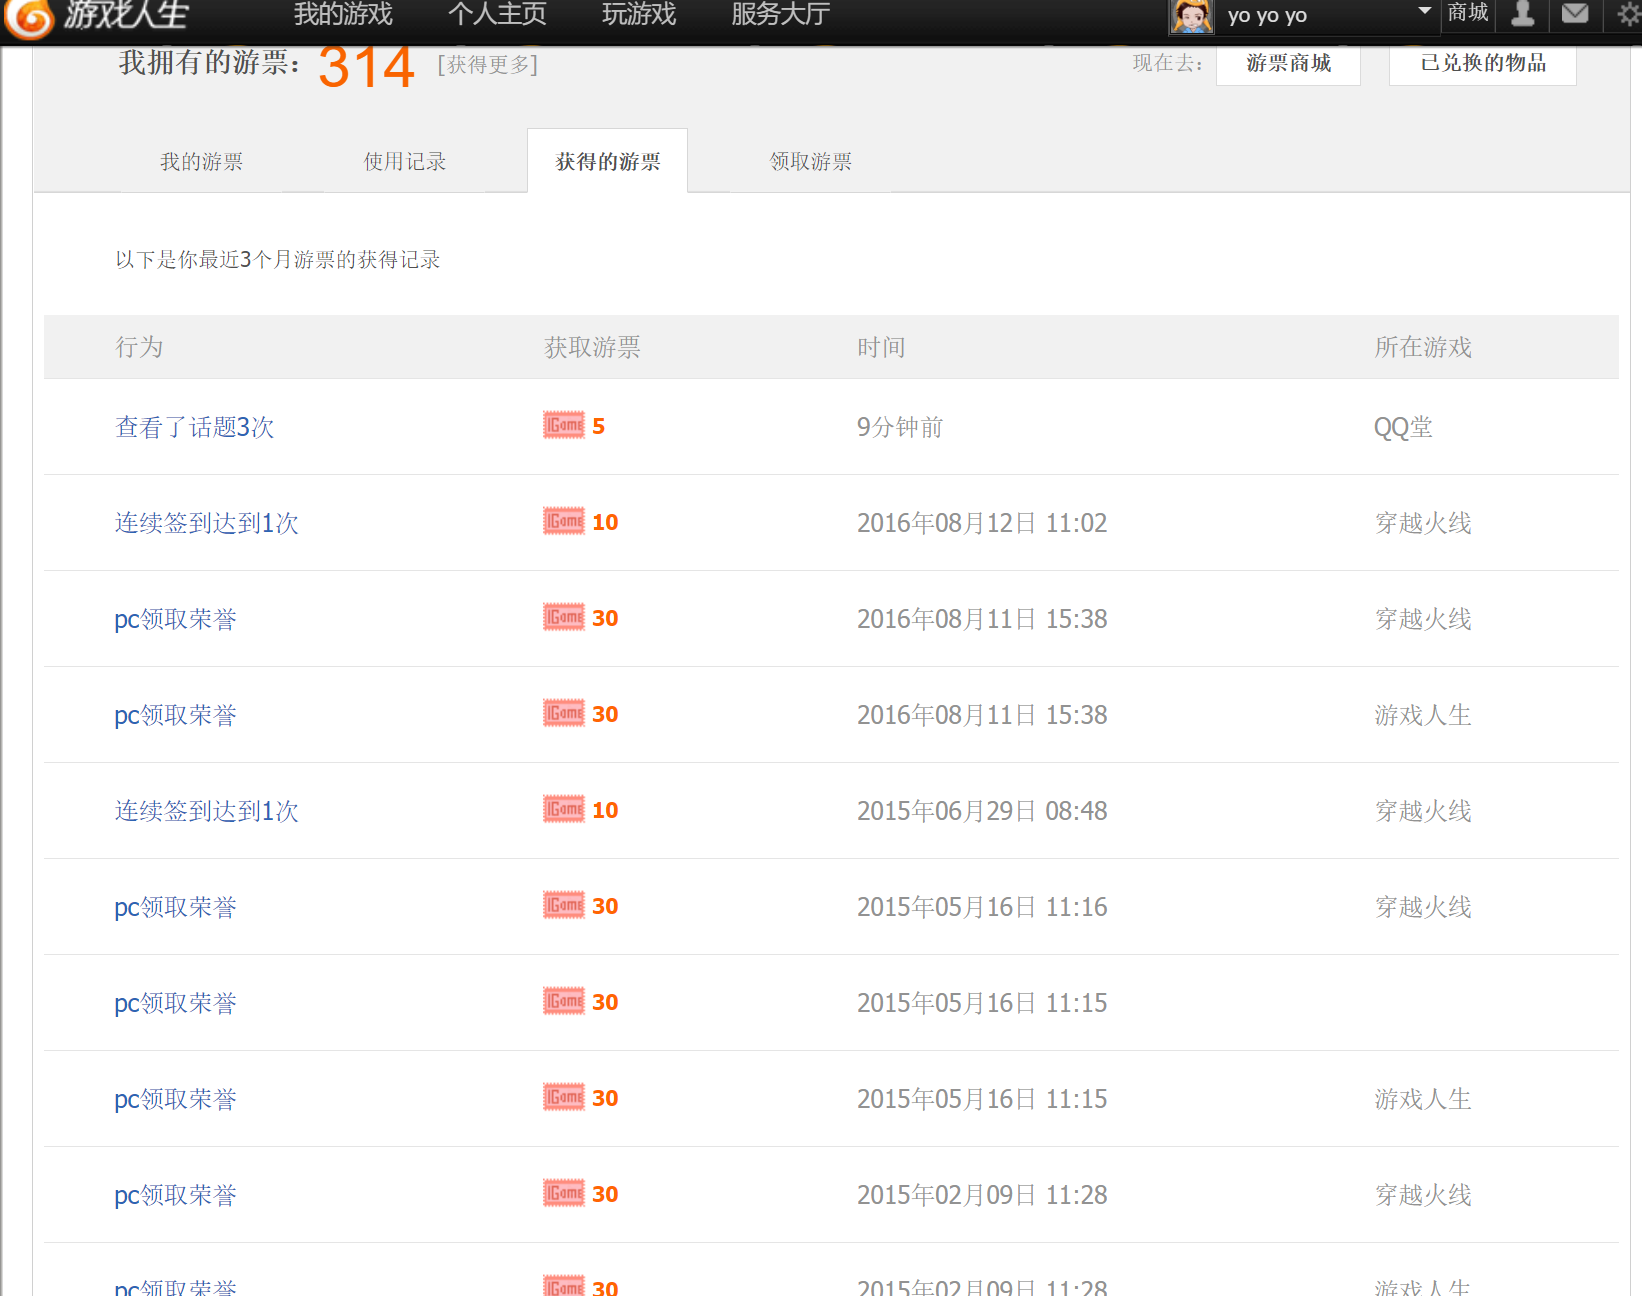 游戏人生 我的游戏 个人主页 玩游戏 服务大厅 yo yo yo 商城
我拥有的游票： 314 [获得更多] 现在去： 游票商城 已兑换的物品
我的游票 使用记录 获得的游票 领取游票
以下是你最近3个月游票的获得记录
行为 获取游票 时间 所在游戏
查看了话题3次 IGame 5 9分钟前 QQ堂
连续签到达到1次 IGame 10 2016年08月12日 11:02 穿越火线
pc领取荣誉 IGame 30 2016年08月11日 15:38 穿越火线
pc领取荣誉 IGame 30 2016年08月11日 15:38 游戏人生
连续签到达到1次 IGame 10 2015年06月29日 08:48 穿越火线
pc领取荣誉 IGame 30 2015年05月16日 11:16 穿越火线
pc领取荣誉 IGame 30 2015年05月16日 11:15
pc领取荣誉 IGame 30 2015年05月16日 11:15 游戏人生
pc领取荣誉 IGame 30 2015年02月09日 11:28 穿越火线
pc领取荣誉 IGame 30 2015年02月09日 11:28 游戏人生